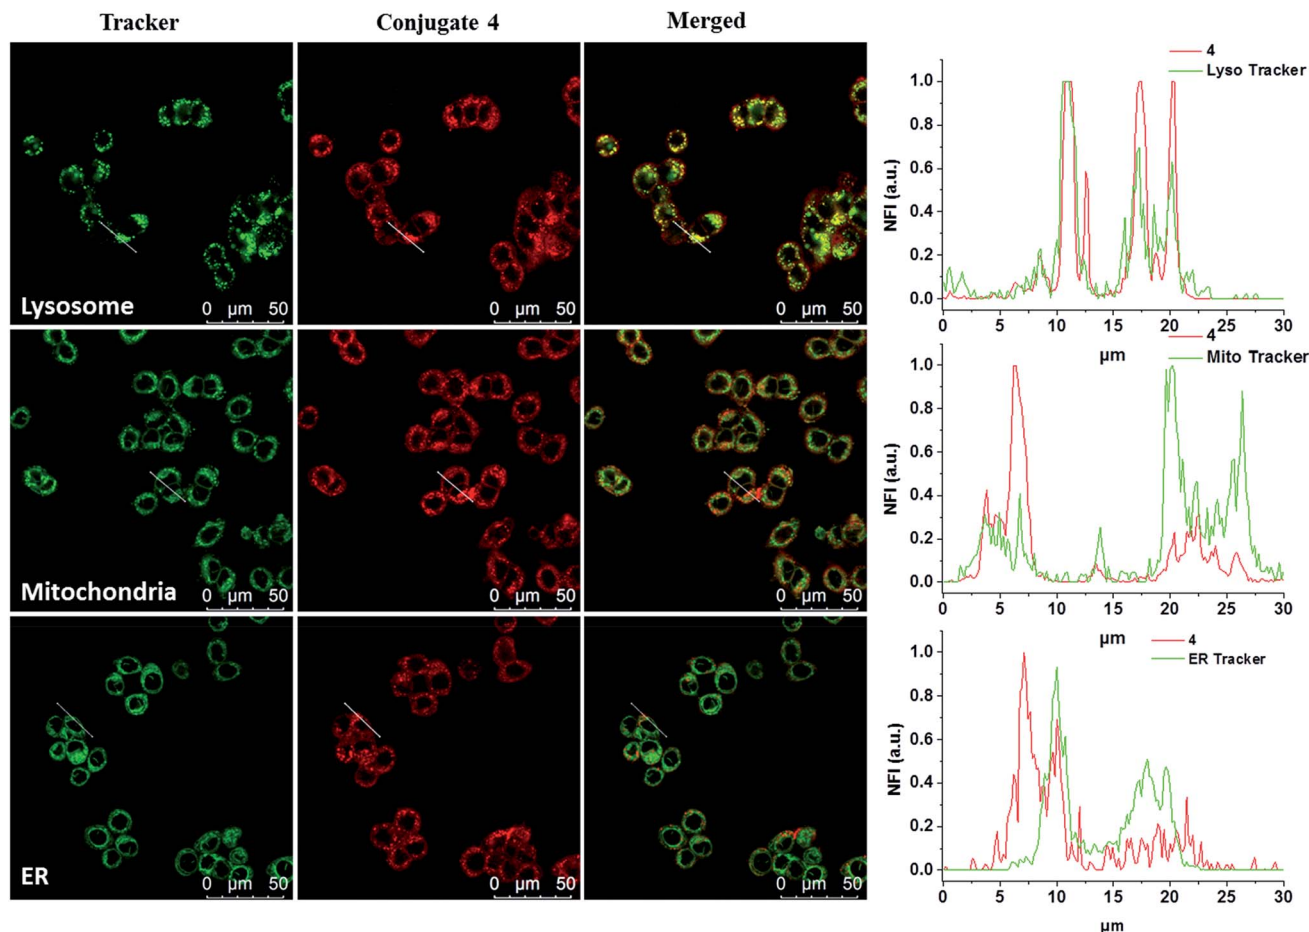 Tracker Conjugate 4 Merged
Lysosome
0 µm 50
0 µm 50
0 µm 50
4
Lyso Tracker
NFI (a.u.)
1.0
0.8
0.6
0.4
0.2
0.0
0 5 10 15 20 25 30
µm
Mitochondria
0 µm 50
0 µm 50
0 µm 50
4
Mito Tracker
NFI (a.u.)
1.0
0.8
0.6
0.4
0.2
0.0
0 5 10 15 20 25 30
µm
ER
0 µm 50
0 µm 50
0 µm 50
4
ER Tracker
NFI (a.u.)
1.0
0.8
0.6
0.4
0.2
0.0
0 5 10 15 20 25 30
µm